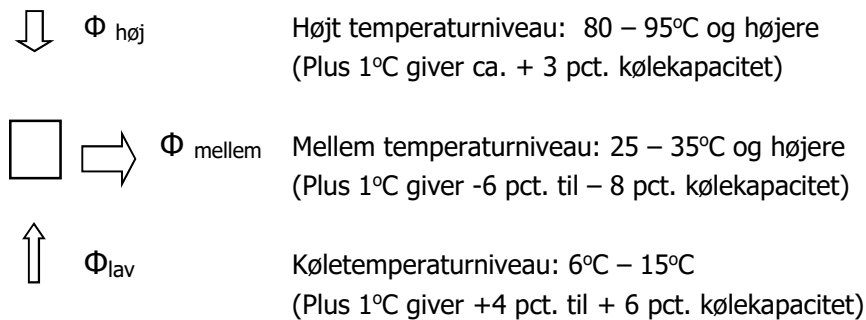 Φ høj Højt temperaturniveau: 80 – 95°C og højere
(Plus 1°C giver ca. + 3 pct. kølekapacitet)
Φ mellem Mellem temperaturniveau: 25 – 35°C og højere
(Plus 1°C giver -6 pct. til – 8 pct. kølekapacitet)
Φlav Køletemperaturniveau: 6°C – 15°C
(Plus 1°C giver +4 pct. til + 6 pct. kølekapacitet)